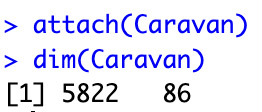 > attach(Caravan)
> dim(Caravan)
[1] 5822   86